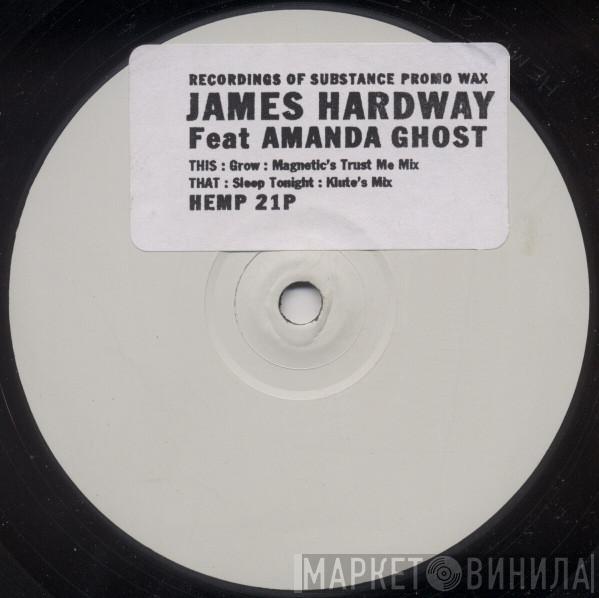 RECORDINGS OF SUBSTANCE PROMO WAX
JAMES HARDWAY
Feat AMANDA GHOST
THIS : Grow : Magnetic's Trust Me Mix
THAT : Sleep Tonight : Klute's Mix
HEMP 21P
МАРКЕТ ВИНИЛА